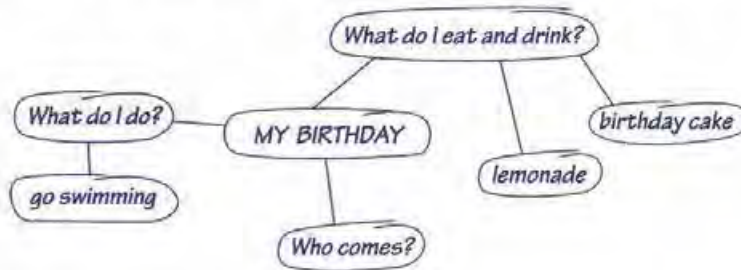 What do I eat and drink?
What do I do?
MY BIRTHDAY
birthday cake
lemonade
go swimming
Who comes?